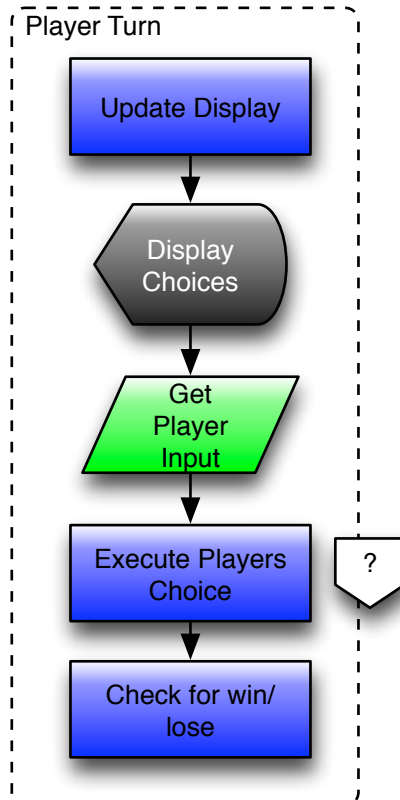 Player Turn
Update Display
Display
Choices
Get
Player
Input
Execute Players
Choice
?
Check for win/
lose